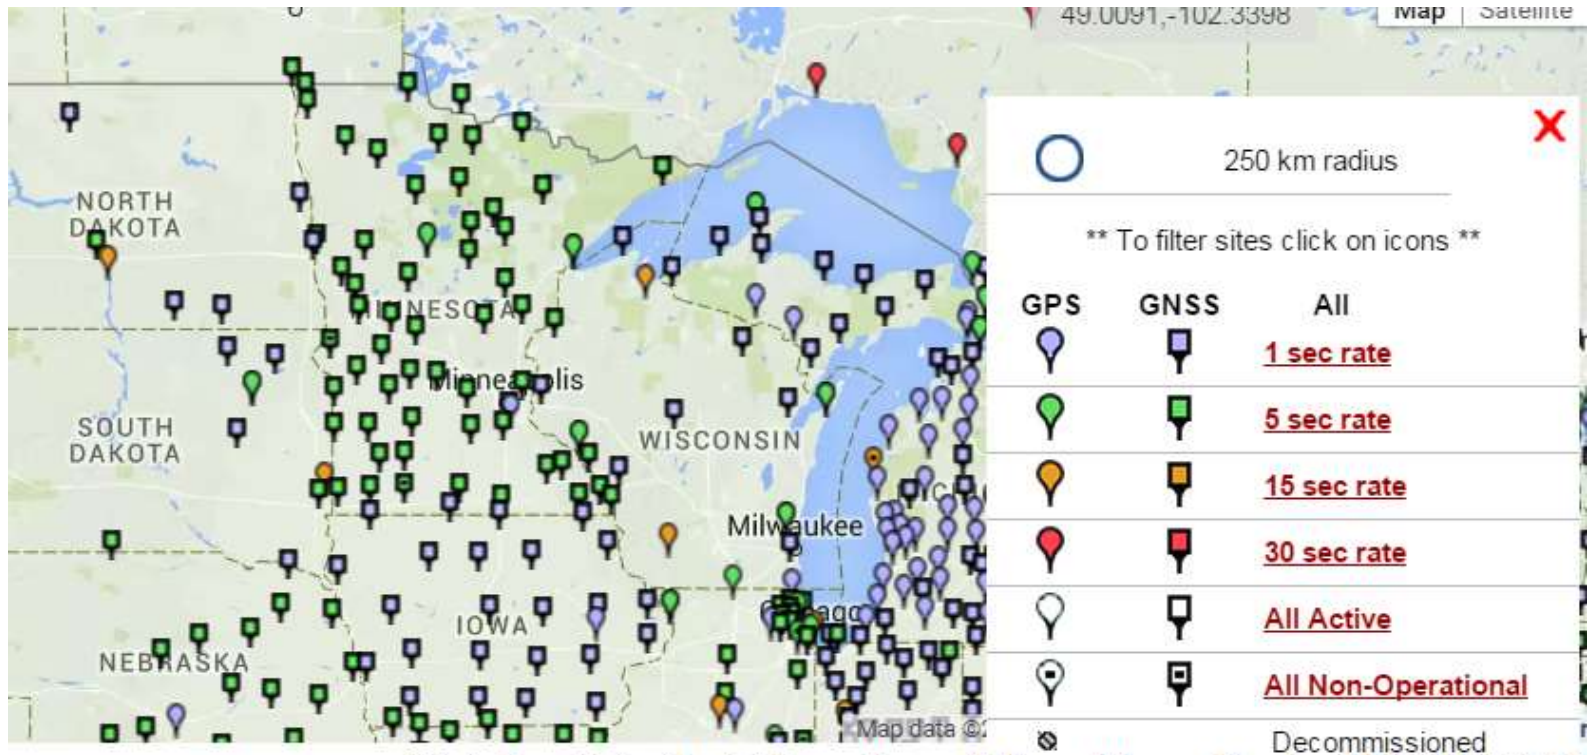 49.0091,-102.3398
Map
Satellite
250 km radius
NORTH
DAKOTA
** To filter sites click on icons **
GPS
GNSS
All
MINNESOTA
1 sec rate
Minneapolis
5 sec rate
SOUTH
DAKOTA
WISCONSIN
15 sec rate
Milwaukee
30 sec rate
Chicago
IOWA
All Active
NEBRASKA
All Non-Operational
Map data ©2
Decommissioned